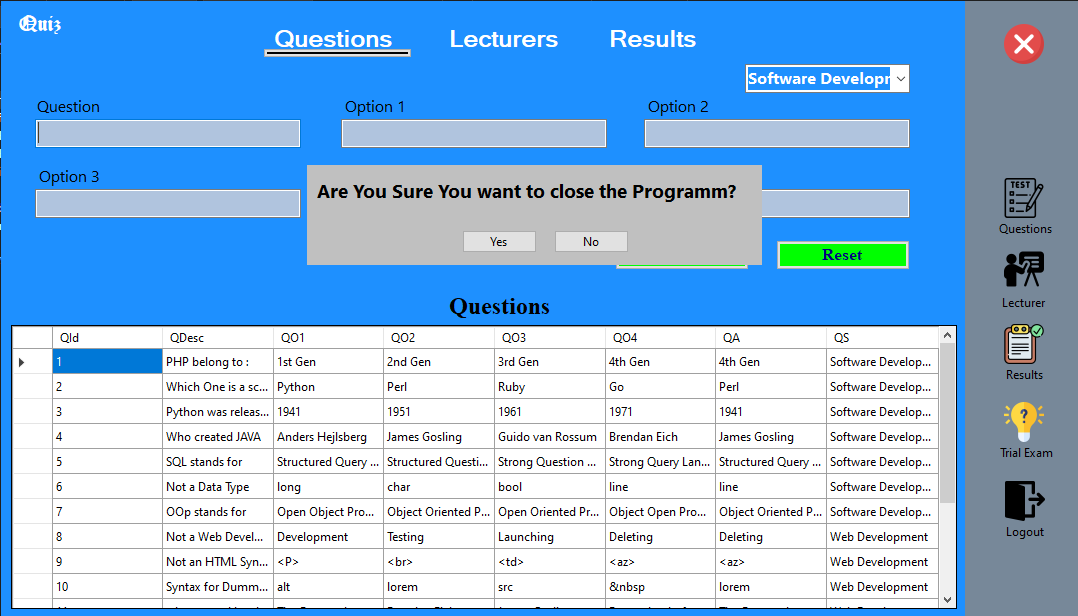 Quiz
Questions Lecturers Results
Software Developr
Question Option 1 Option 2
Option 3
Are You Sure You want to close the Programm?
Yes No
Reset
Questions
QId QDesc QO1 QO2 QO3 QO4 QA QS
1 PHP belong to : 1st Gen 2nd Gen 3rd Gen 4th Gen 4th Gen Software Develop...
2 Which One is a sc... Python Perl Ruby Go Perl Software Develop...
3 Python was releas... 1941 1951 1961 1971 1941 Software Develop...
4 Who created JAVA Anders Hejlsberg James Gosling Guido van Rossum Brendan Eich James Gosling Software Develop...
5 SQL stands for Structured Query ... Structured Questi... Strong Question ... Strong Query Lan... Structured Query ... Software Develop...
6 Not a Data Type long char bool line line Software Develop...
7 OOp stands for Open Object Pro... Object Oriented P... Open Oriented Pr... Object Open Pro... Object Oriented P... Software Develop...
8 Not a Web Devel... Development Testing Launching Deleting Deleting Web Development
9 Not an HTML Syn... <P> <br> <td> <az> <az> Web Development
10 Syntax for Dumm... alt lorem src &nbsp lorem Web Development
TEST
Questions
Lecturer
Results
Trial Exam
Logout